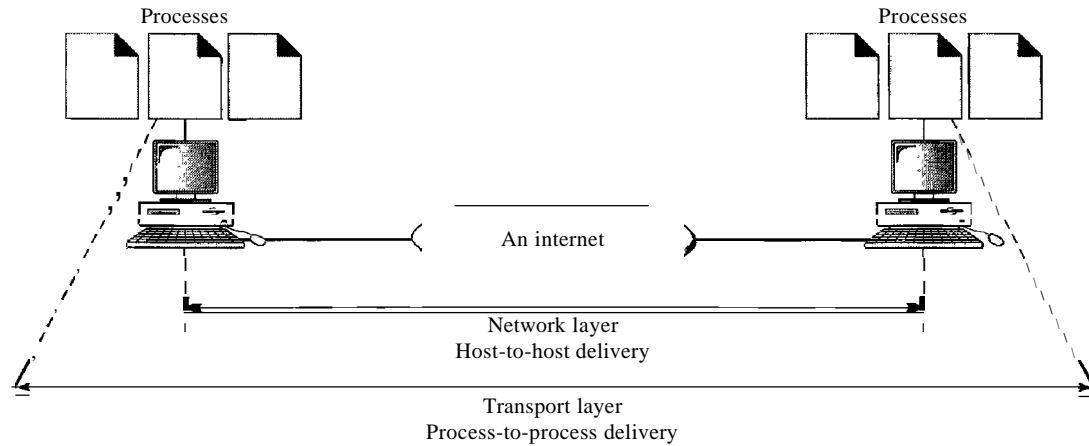 Processes
Processes
An internet
Network layer
Host-to-host delivery
Transport layer
Process-to-process delivery